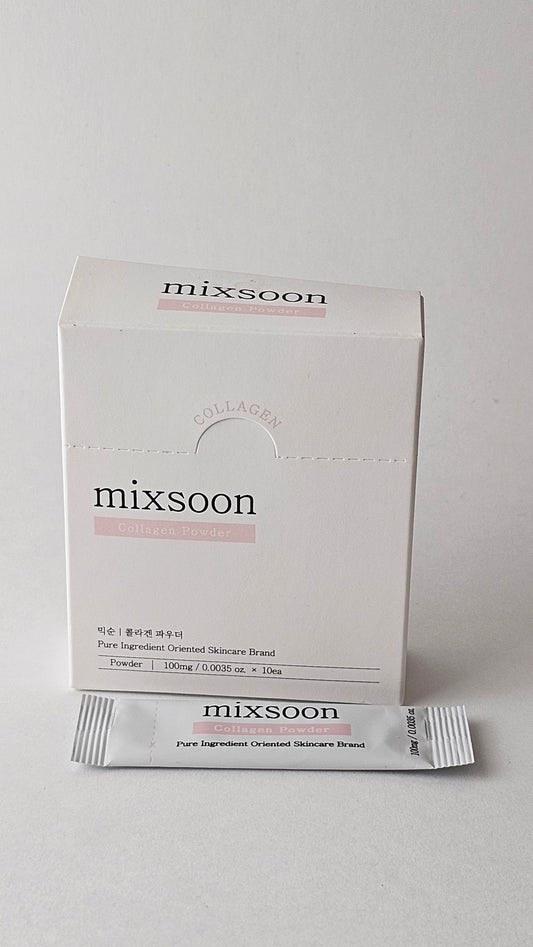 mixsoon
Collagen Powder
COLLAGEN
mixsoon
Collagen Powder
믹순 | 콜라겐 파우더
Pure Ingredient Oriented Skincare Brand
Powder | 100mg / 0.0035 oz. × 10ea
mixsoon
Collagen Powder
Pure Ingredient Oriented Skincare Brand
100mg / 0.0035 oz.